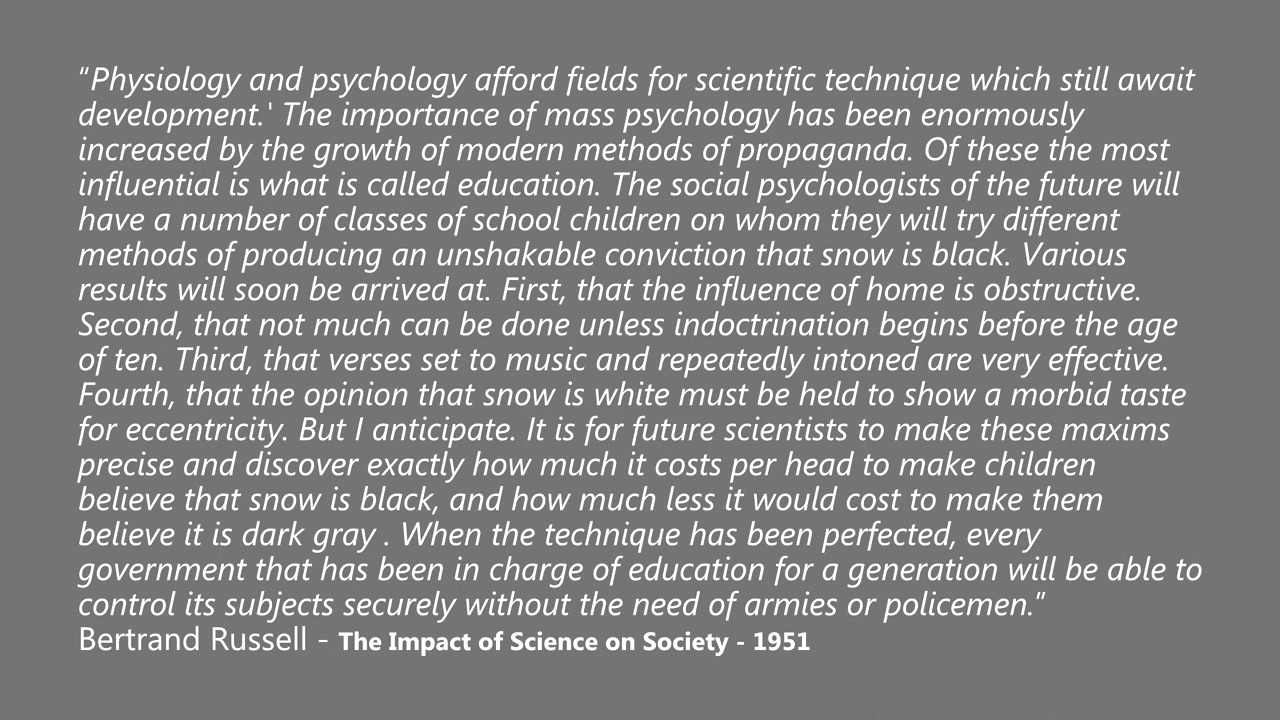 “Physiology and psychology afford fields for scientific technique which still await
development.' The importance of mass psychology has been enormously
increased by the growth of modern methods of propaganda. Of these the most
influential is what is called education. The social psychologists of the future will
have a number of classes of school children on whom they will try different
methods of producing an unshakable conviction that snow is black. Various
results will soon be arrived at. First, that the influence of home is obstructive.
Second, that not much can be done unless indoctrination begins before the age
of ten. Third, that verses set to music and repeatedly intoned are very effective.
Fourth, that the opinion that snow is white must be held to show a morbid taste
for eccentricity. But I anticipate. It is for future scientists to make these maxims
precise and discover exactly how much it costs per head to make children
believe that snow is black, and how much less it would cost to make them
believe it is dark gray . When the technique has been perfected, every
government that has been in charge of education for a generation will be able to
control its subjects securely without the need of armies or policemen.”
Bertrand Russell - The Impact of Science on Society - 1951